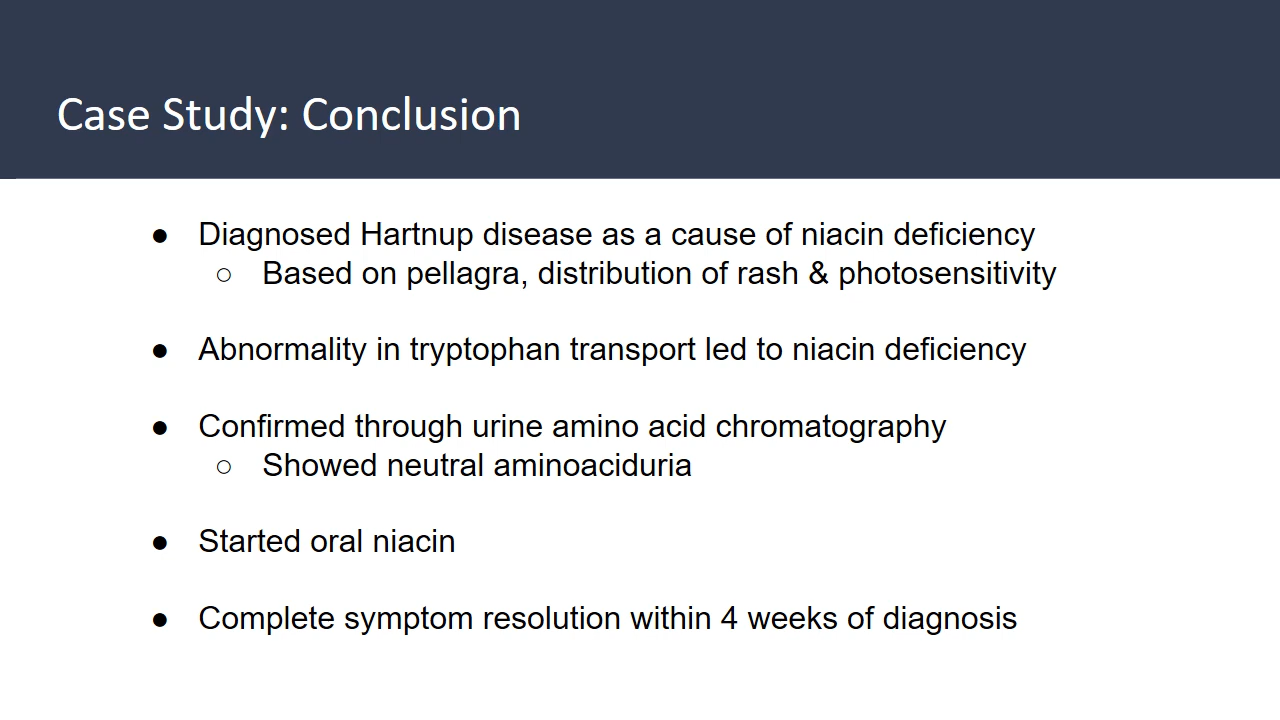 Case Study: Conclusion
● Diagnosed Hartnup disease as a cause of niacin deficiency
○ Based on pellagra, distribution of rash & photosensitivity
● Abnormality in tryptophan transport led to niacin deficiency
● Confirmed through urine amino acid chromatography
○ Showed neutral aminoaciduria
● Started oral niacin
● Complete symptom resolution within 4 weeks of diagnosis